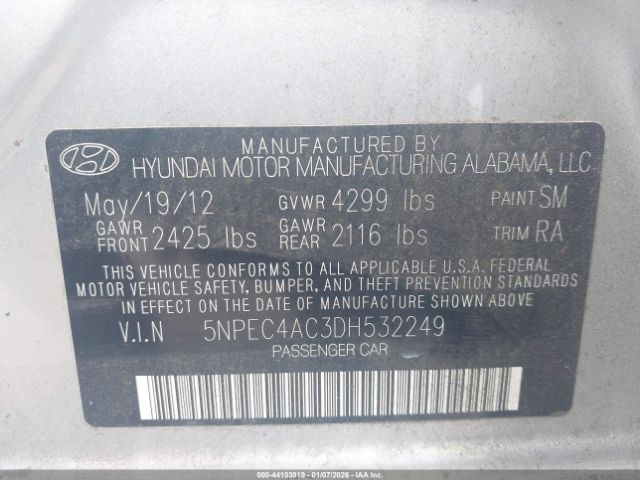 MANUFACTURED BY
HYUNDAI MOTOR MANUFACTURING ALABAMA, LLC
May/19/12 GVWR 4299 lbs PAINT SM
GAWR FRONT 2425 lbs GAWR REAR 2116 lbs TRIM RA
THIS VEHICLE CONFORMS TO ALL APPLICABLE U.S.A. FEDERAL
MOTOR VEHICLE SAFETY, BUMPER, AND THEFT PREVENTION STANDARDS
IN EFFECT ON THE DATE OF MANUFACTURE SHOWN ABOVE
V.I.N 5NPEC4AC3DH532249
PASSENGER CAR
000-44103819 - 01/07/2026 - IAA Inc.